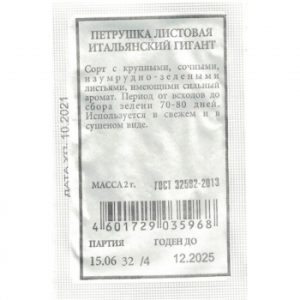 ПЕТРУШКА ЛИСТОВАЯ
ИТАЛЬЯНСКИЙ ГИГАНТ
Сорт с крупными, сочными,
изумрудно-зелеными
листьями, имеющими сильный
аромат. Период от всходов до
сбора зелени 70-80 дней.
Используется в свежем и в
сушеном виде.
ДАТА УП. 10.2021
МАССА 2 г. ГОСТ 32592-2013
4 601729 035968
ПАРТИЯ ГОДЕН ДО
15.06 32 /4 12.2025